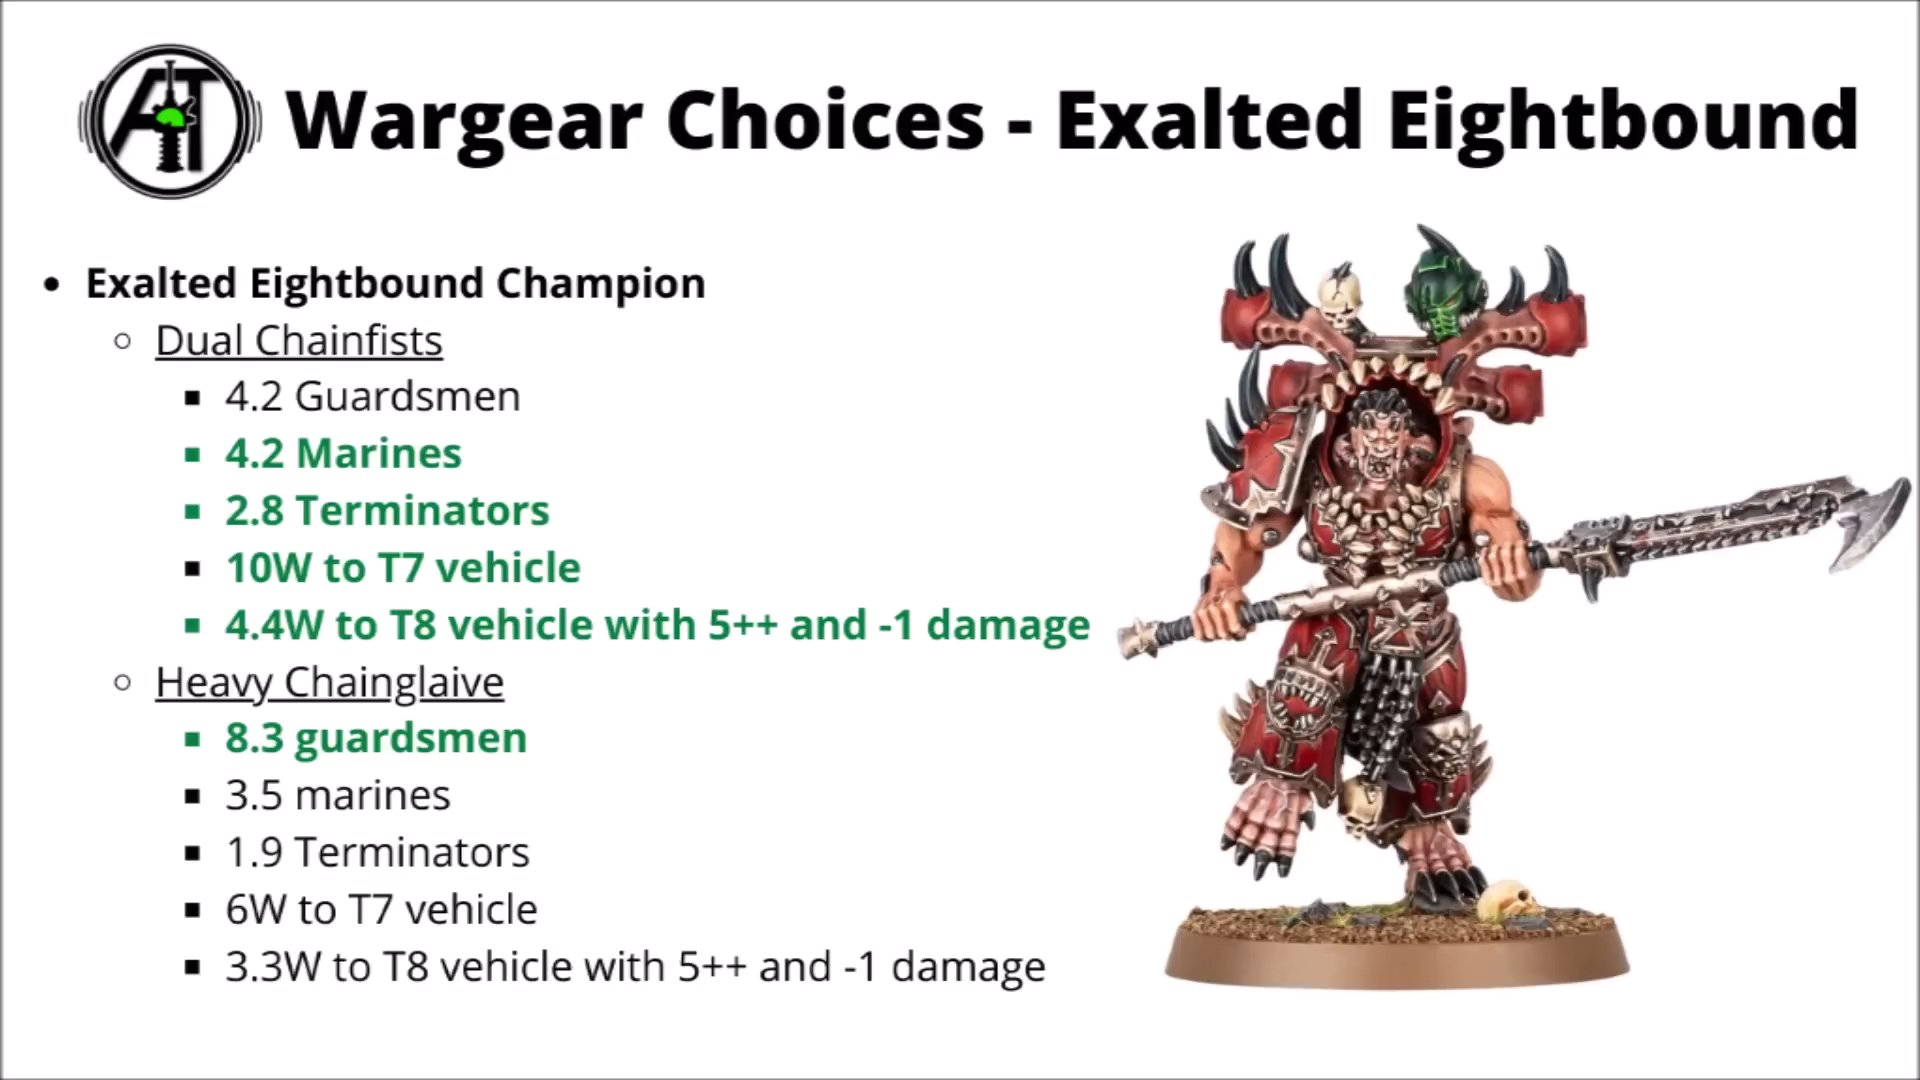 AT
Wargear Choices - Exalted Eightbound
Exalted Eightbound Champion
Dual Chainfists
4.2 Guardsmen
4.2 Marines
2.8 Terminators
10W to T7 vehicle
4.4W to T8 vehicle with 5++ and -1 damage
Heavy Chainglaive
8.3 guardsmen
3.5 marines
1.9 Terminators
6W to T7 vehicle
3.3W to T8 vehicle with 5++ and -1 damage